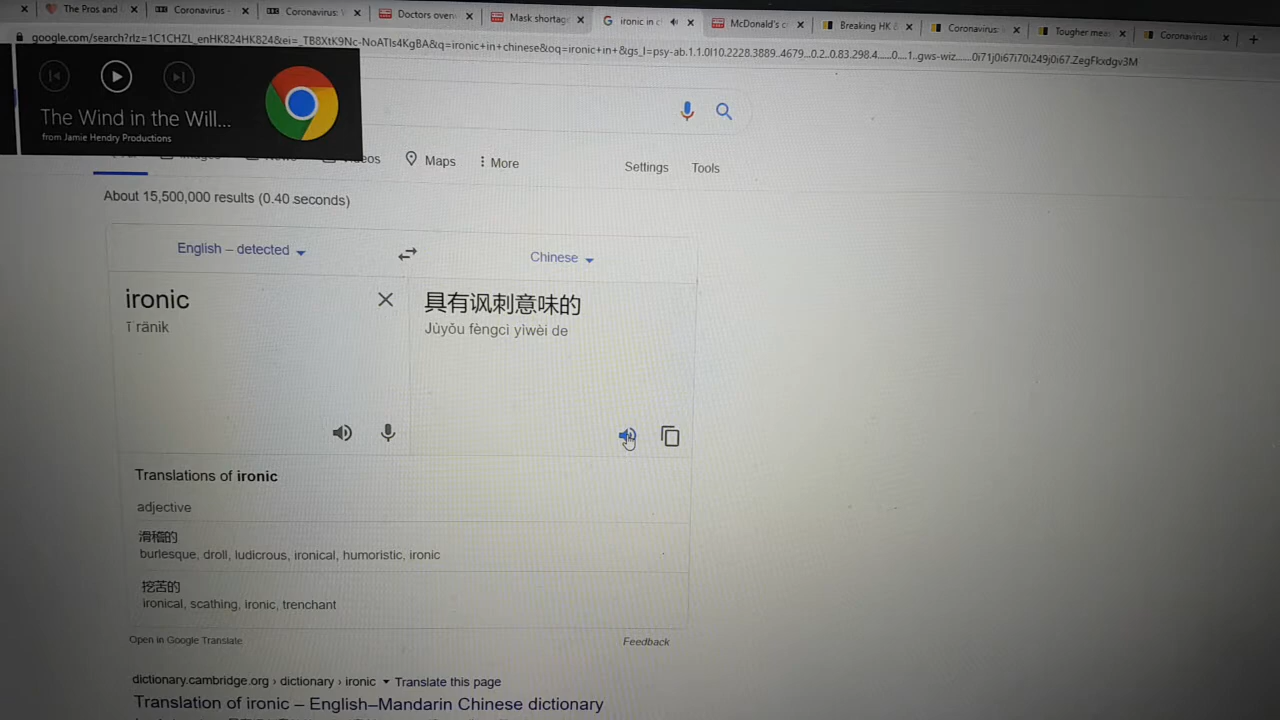 The Pros and
Coronavirus -
Coronavirus:
Doctors over
Mask shortag
ironic in c
McDonald's c
Breaking HK &
Coronavirus:
Tougher mea
Coronavirus
google.com/search?rlz=1C1CHZL_enHK824HK824&ei=_TB8XtK9Nc-NoATIs4KgBA&q=ironic+in+chinese&oq=ironic+in+&gs_l=psy-ab.1.1.0l10.2228.3889..4679...0.2..0.83.298.4......0....1..gws-wiz.......0i71j0i67i70i249j0i67.ZegFkxdgv3M
The Wind in the Will...
from Jamie Hendry Productions
Maps
More
Settings
Tools
About 15,500,000 results (0.40 seconds)
English – detected
Chinese
ironic
具有讽刺意味的
ī ränik
Jùyǒu fèngcì yìwèi de
Translations of ironic
adjective
滑稽的
burlesque, droll, ludicrous, ironical, humoristic, ironic
挖苦的
ironical, scathing, ironic, trenchant
Open in Google Translate
Feedback
dictionary.cambridge.org › dictionary › ironic
Translate this page
Translation of ironic – English–Mandarin Chinese dictionary